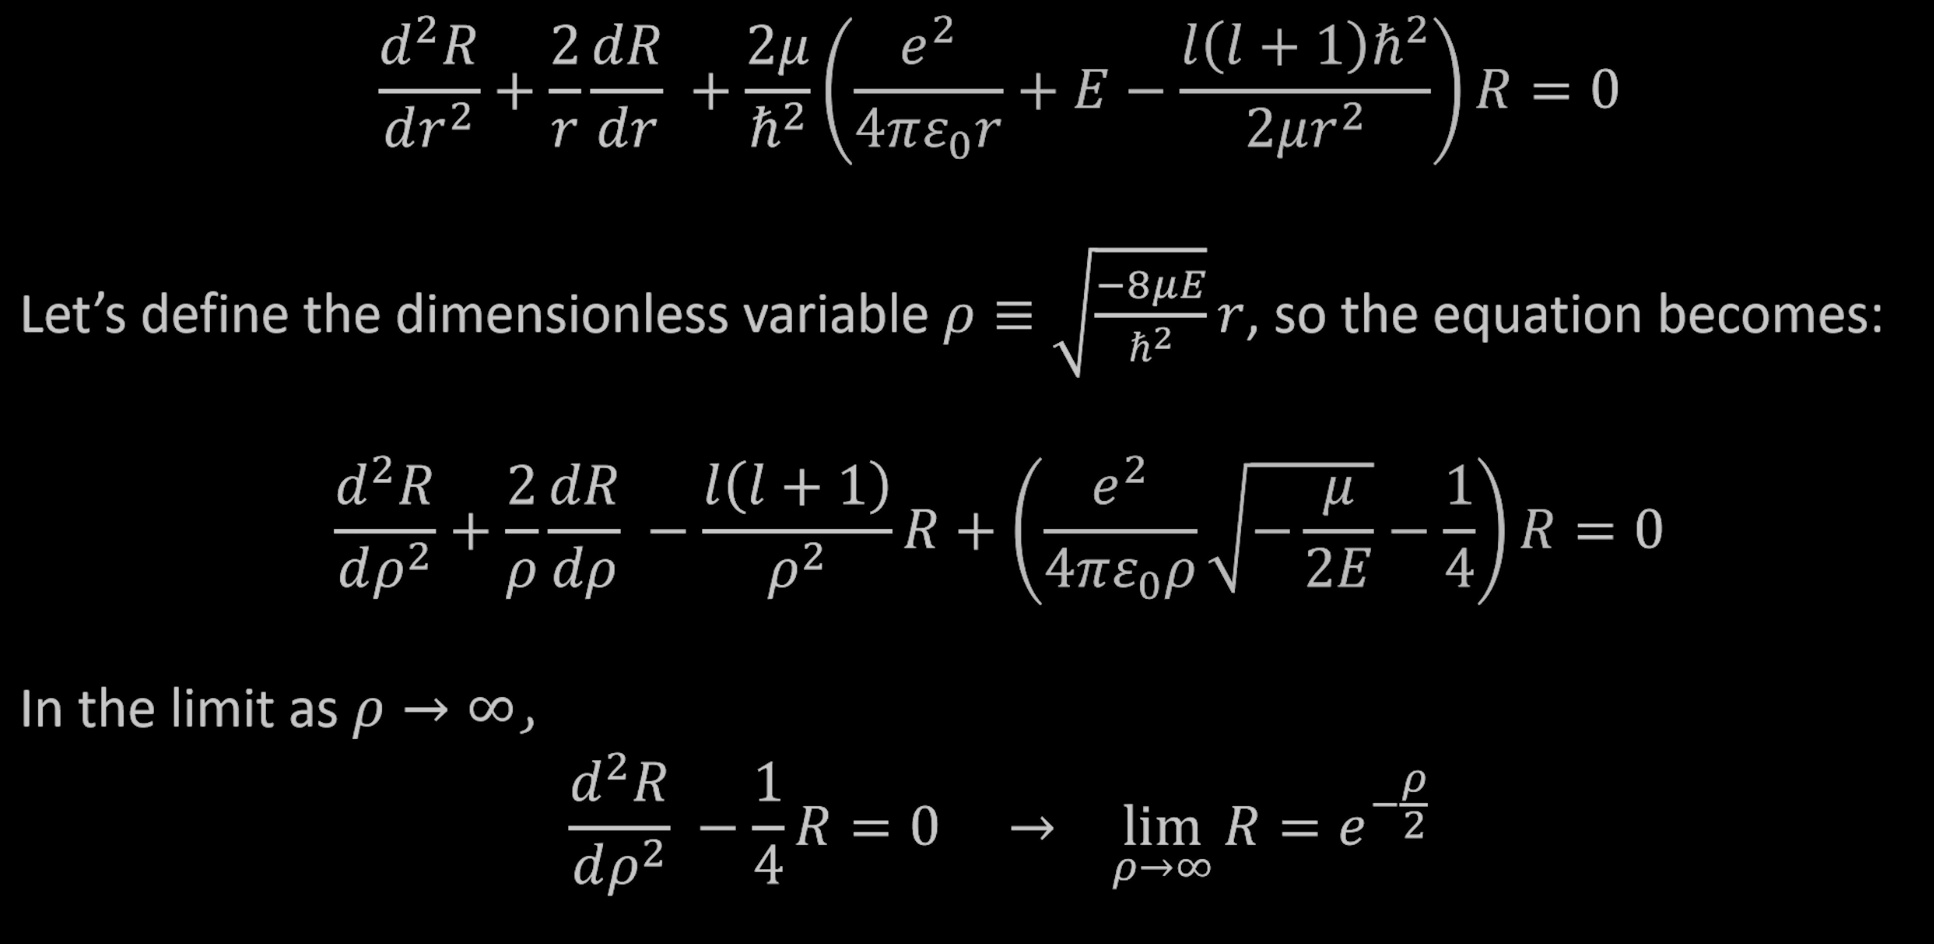 d²R/dr² + 2/r dR/dr + 2μ/ħ² (e²/4πε₀r + E − l(l + 1)ħ²/2μr²) R = 0
Let’s define the dimensionless variable ρ ≡ √(−8μE/ħ²) r, so the equation becomes:
d²R/dρ² + 2/ρ dR/dρ − l(l + 1)/ρ² R + (e²/4πε₀ρ √(−μ/2E) − 1/4) R = 0
In the limit as ρ → ∞,
d²R/dρ² − 1/4 R = 0 → lim ρ→∞ R = e^(−ρ/2)